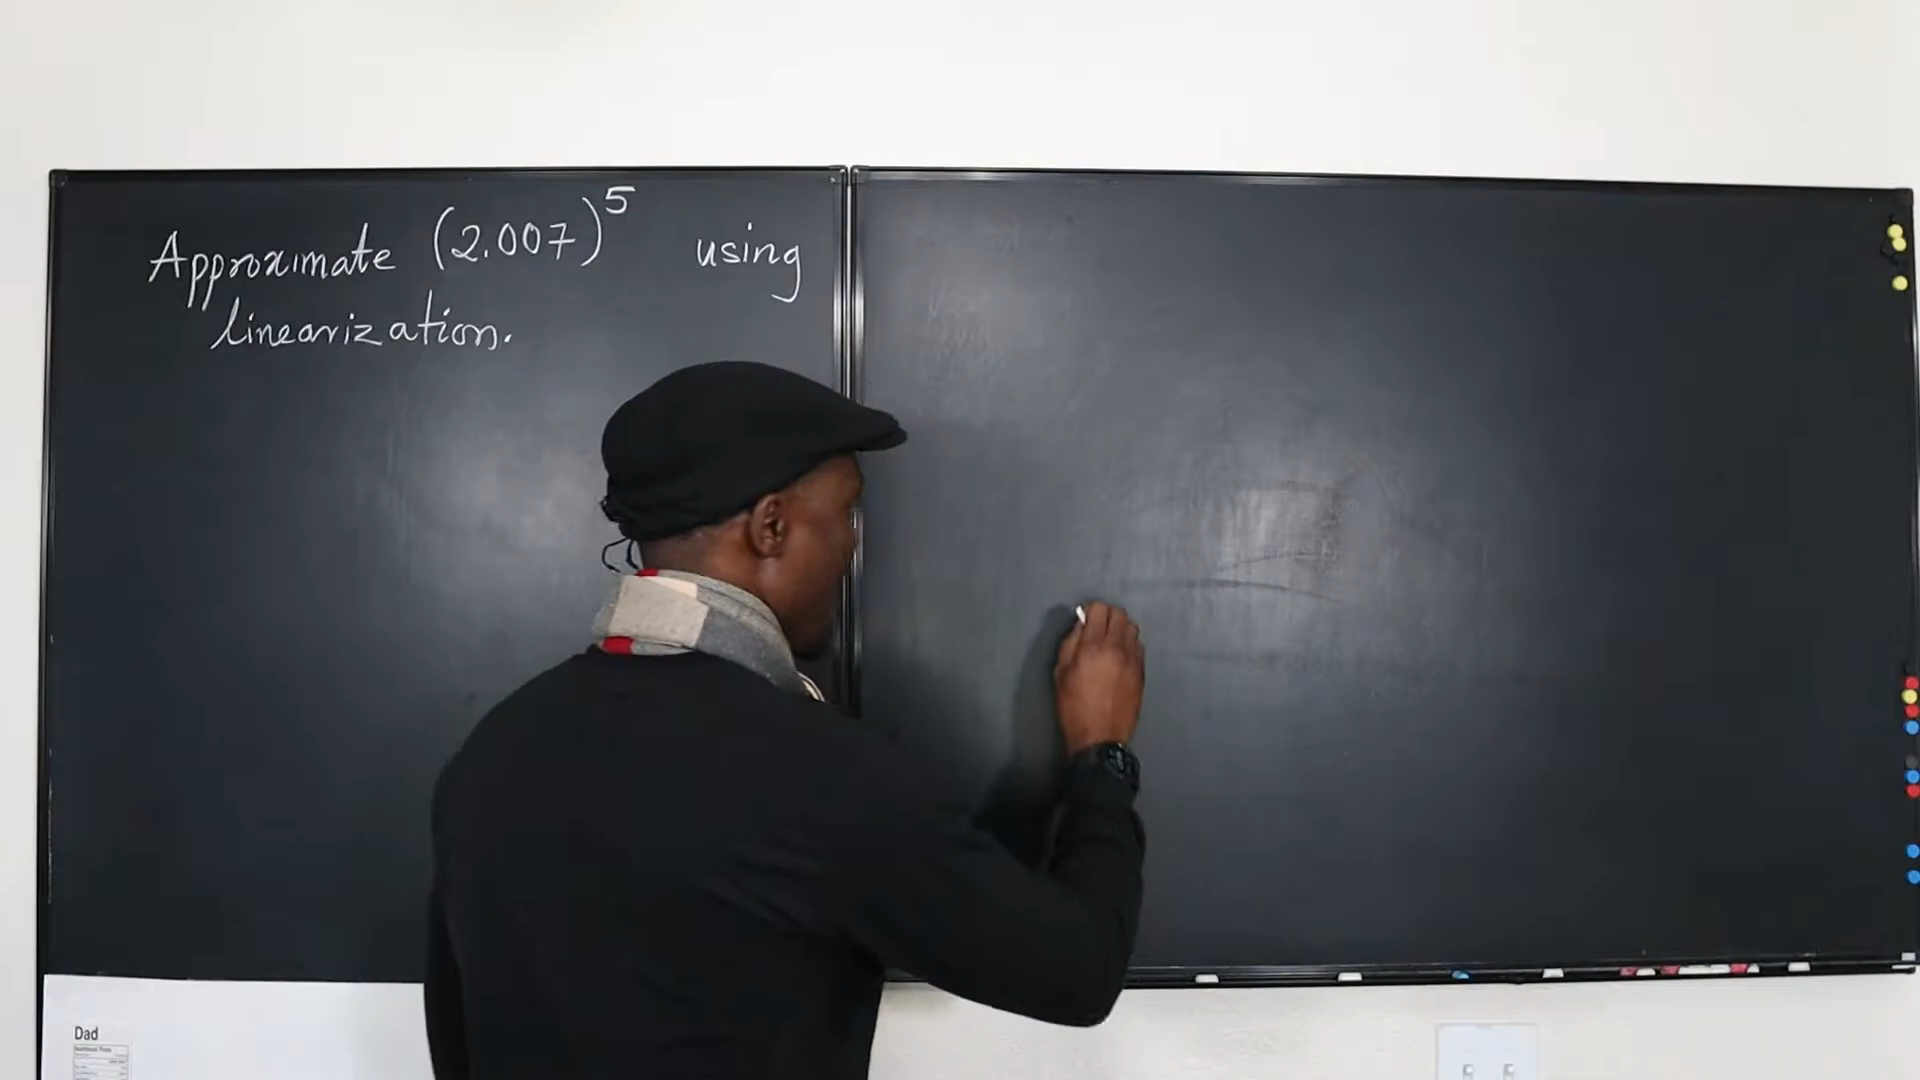 Approximate (2.007)⁵ using
linearization.
Dad